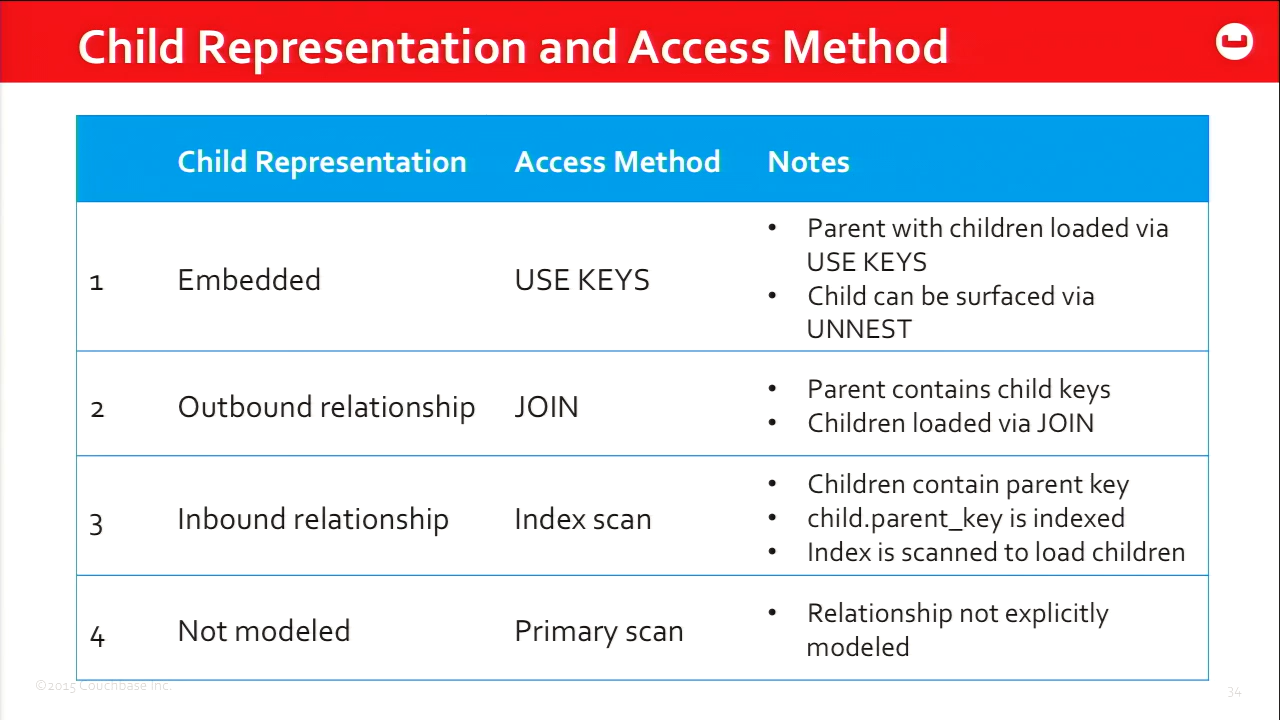 Child Representation and Access Method
Child Representation Access Method Notes
1 Embedded USE KEYS
• Parent with children loaded via
USE KEYS
• Child can be surfaced via
UNNEST
2 Outbound relationship JOIN
• Parent contains child keys
• Children loaded via JOIN
3 Inbound relationship Index scan
• Children contain parent key
• child.parent_key is indexed
• Index is scanned to load children
4 Not modeled Primary scan
• Relationship not explicitly
modeled
©2015 Couchbase Inc.
34